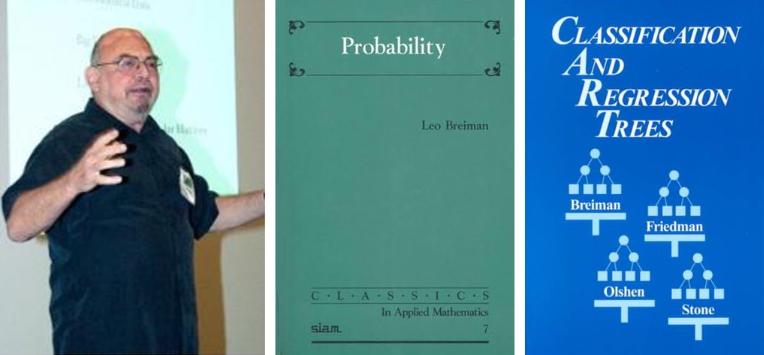 Probability
Leo Breiman
C · L · A · S · S · I · C · S
In Applied Mathematics
siam.
7
CLASSIFICATION
AND
REGRESSION
TREES
Breiman
Friedman
Olshen
Stone